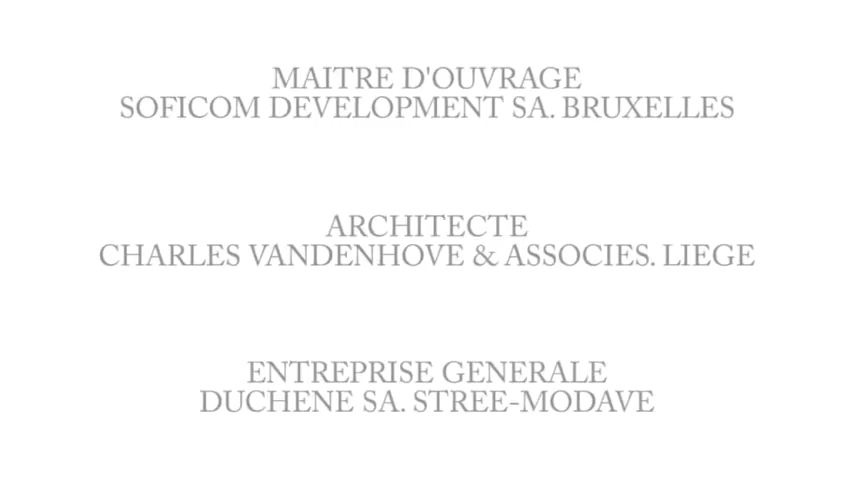 MAITRE D'OUVRAGE
SOFICOM DEVELOPMENT SA. BRUXELLES
ARCHITECTE
CHARLES VANDENHOVE & ASSOCIES. LIEGE
ENTREPRISE GENERALE
DUCHENE SA. STREE-MODAVE